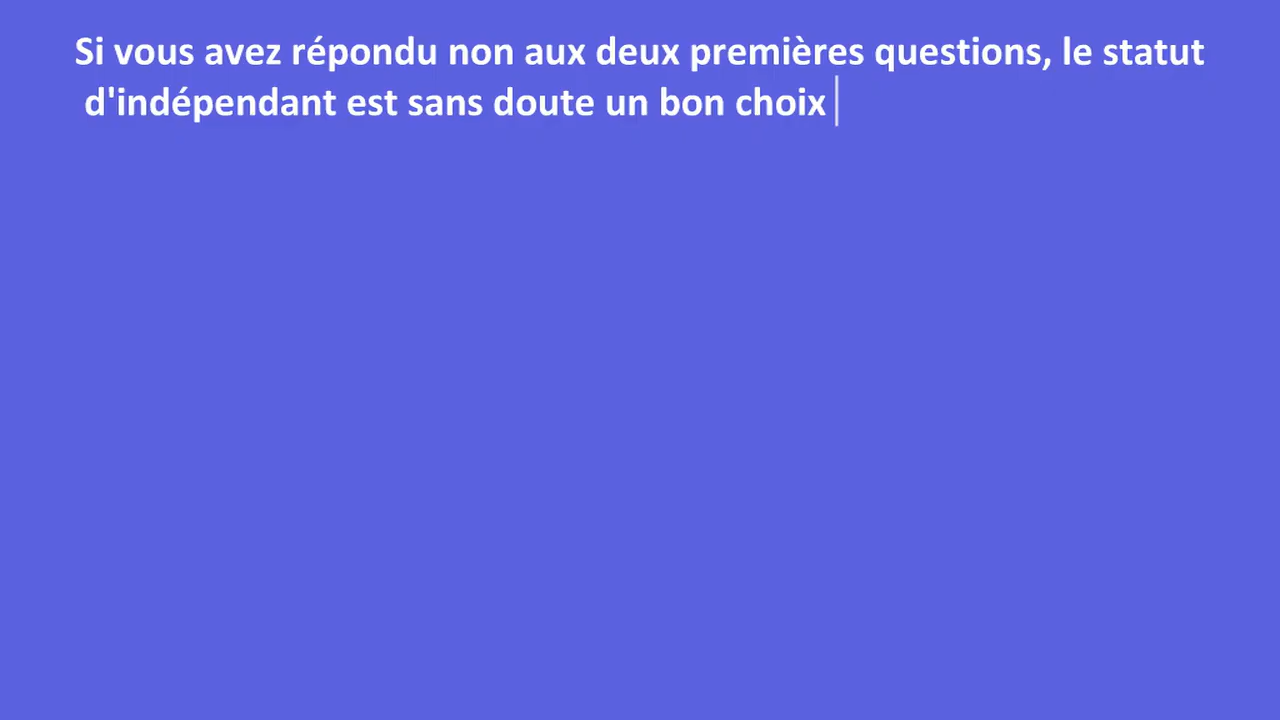 Si vous avez répondu non aux deux premières questions, le statut
d'indépendant est sans doute un bon choix